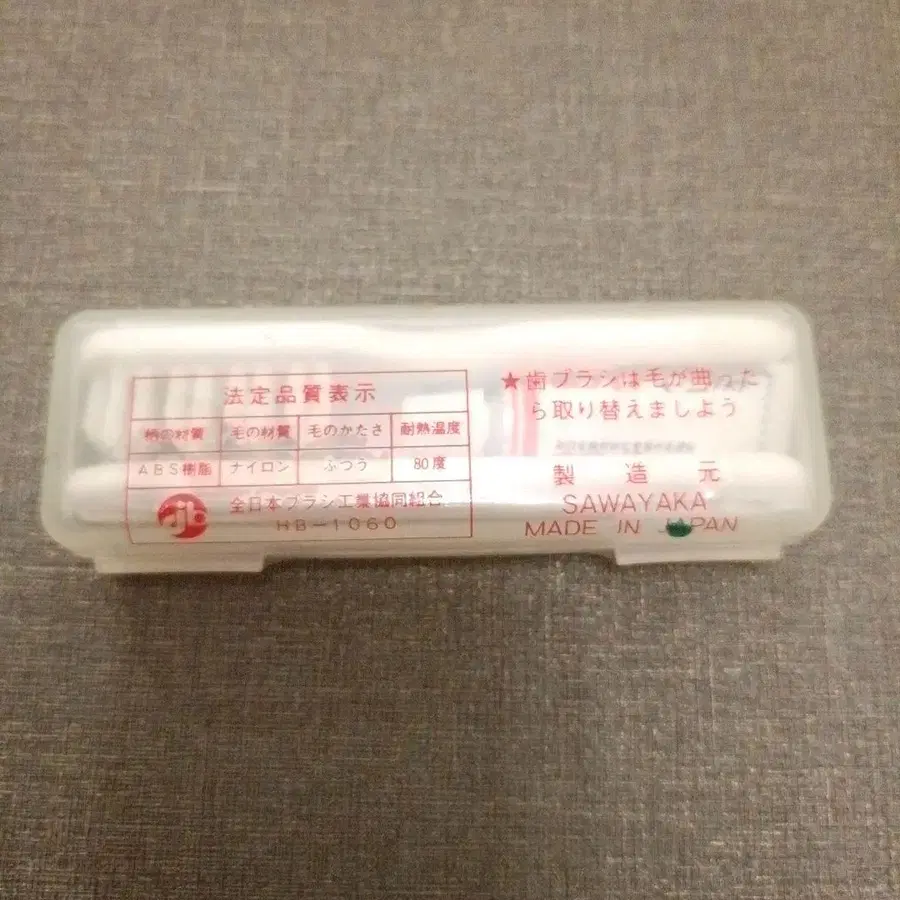 法定品質表示
柄の材質 毛の材質 毛のかたさ 耐熱温度
ABS樹脂 ナイロン ふつう 80度
全日本ブラシ工業協同組合
HB-1060
★歯ブラシは毛が曲った
ら取り替えましよう
製造元
SAWAYAKA
MADE IN JAPAN